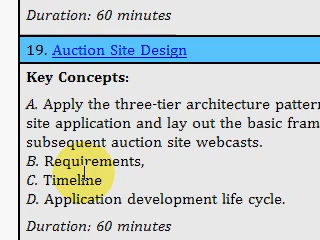 Duration: 60 minutes
19. Auction Site Design
Key Concepts:
A. Apply the three-tier architecture pattern
site application and lay out the basic fram
subsequent auction site webcasts.
B. Requirements,
C. Timeline
D. Application development life cycle.
Duration: 60 minutes